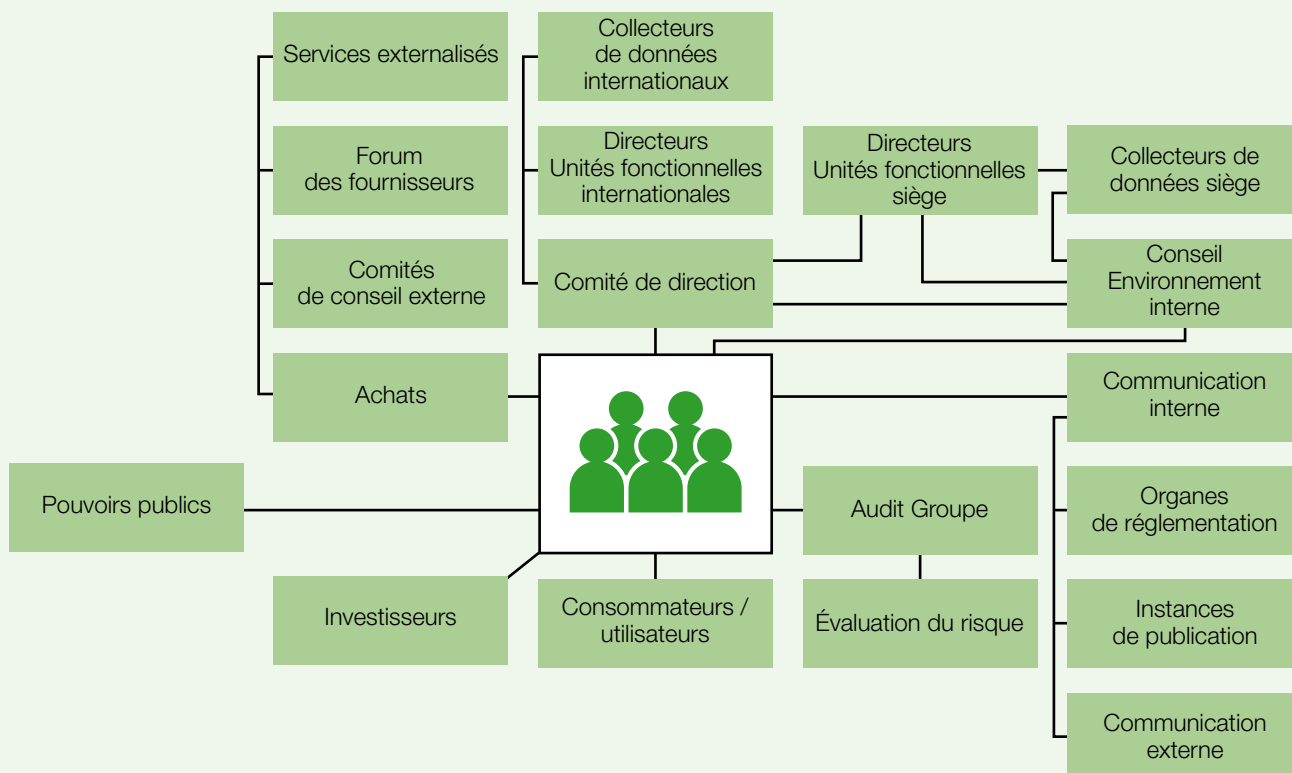 Services externalisés
Collecteurs
de données
internationaux
Forum
des fournisseurs
Directeurs
Unités fonctionnelles
internationales
Directeurs
Unités fonctionnelles
siège
Collecteurs de
données siège
Comités
de conseil externe
Comité de direction
Conseil
Environnement
interne
Achats
Communication
interne
Pouvoirs publics
Audit Groupe
Organes
de réglementation
Investisseurs
Consommateurs /
utilisateurs
Évaluation du risque
Instances
de publication
Communication
externe